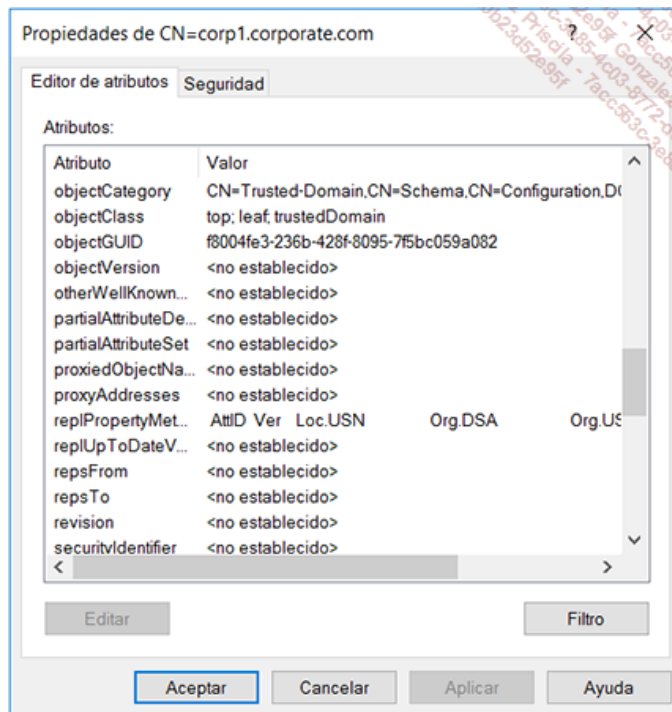 Propiedades de CN=corp1.corporate.com ? ×
Editor de atributos Seguridad
Atributos:
Atributo Valor
objectCategory CN=Trusted-Domain,CN=Schema,CN=Configuration,D
objectClass top; leaf; trustedDomain
objectGUID f8004fe3-236b-428f-8095-7f5bc059a082
objectVersion <no establecido>
otherWellKnown... <no establecido>
partialAttributeDe... <no establecido>
partialAttributeSet <no establecido>
proxiedObjectNa... <no establecido>
proxyAddresses <no establecido>
replPropertyMet... AttID Ver Loc.USN Org.DSA Org.US
replUpToDateV... <no establecido>
repsFrom <no establecido>
repsTo <no establecido>
revision <no establecido>
securityIdentifier <no establecido>
Editar Filtro
Aceptar Cancelar Aplicar Ayuda